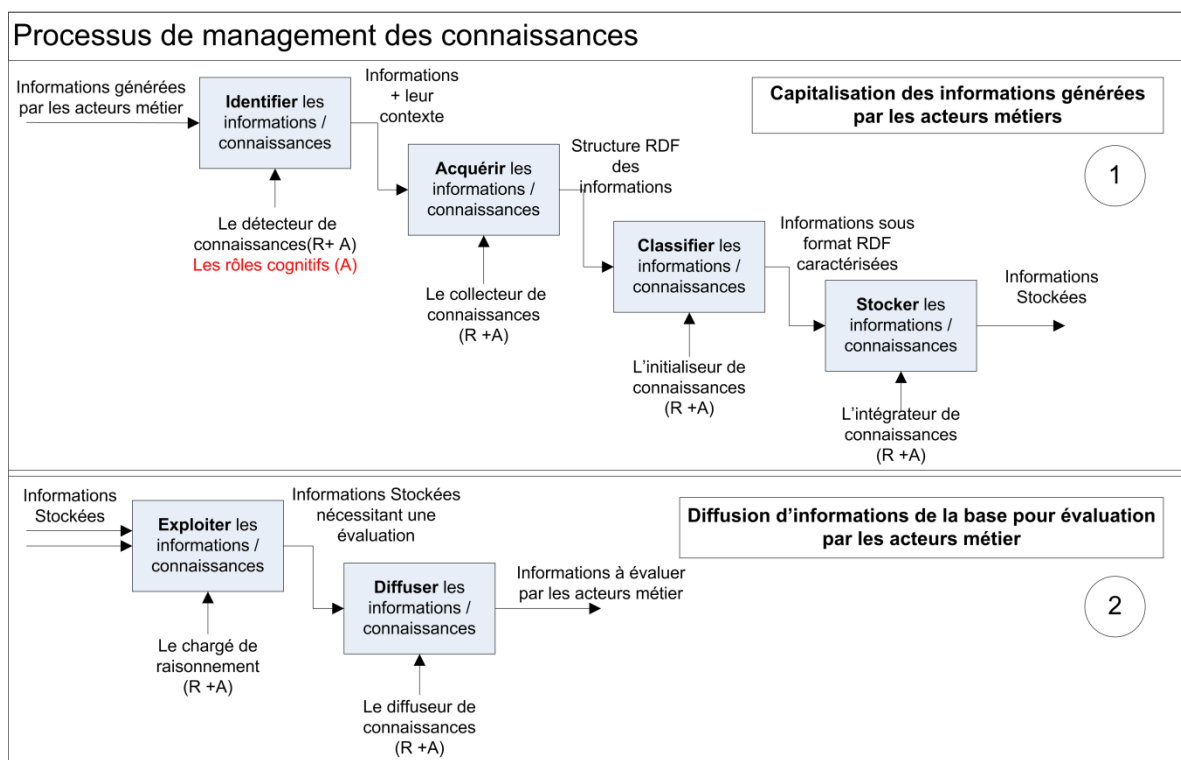 Processus de management des connaissances
Informations générées
par les acteurs métier
Identifier les
informations /
connaissances
Informations
+ leur
contexte
Capitalisation des informations générées
par les acteurs métiers
1
Le détecteur de
connaissances(R+ A)
Les rôles cognitifs (A)
Acquérir les
informations /
connaissances
Structure RDF
des
informations
Le collecteur de
connaissances
(R +A)
Classifier les
informations /
connaissances
Informations sous
format RDF
caractérisées
L'initialiseur de
connaissances
(R +A)
Stocker les
informations /
connaissances
Informations
Stockées
L'intégrateur de
connaissances
(R +A)
Informations
Stockées
Exploiter les
informations /
connaissances
Informations Stockées
nécessitant une
évaluation
Diffusion d'informations de la base pour évaluation
par les acteurs métier
2
Le chargé de
raisonnement
(R +A)
Diffuser les
informations /
connaissances
Informations à évaluer
par les acteurs métier
Le diffuseur de
connaissances
(R +A)